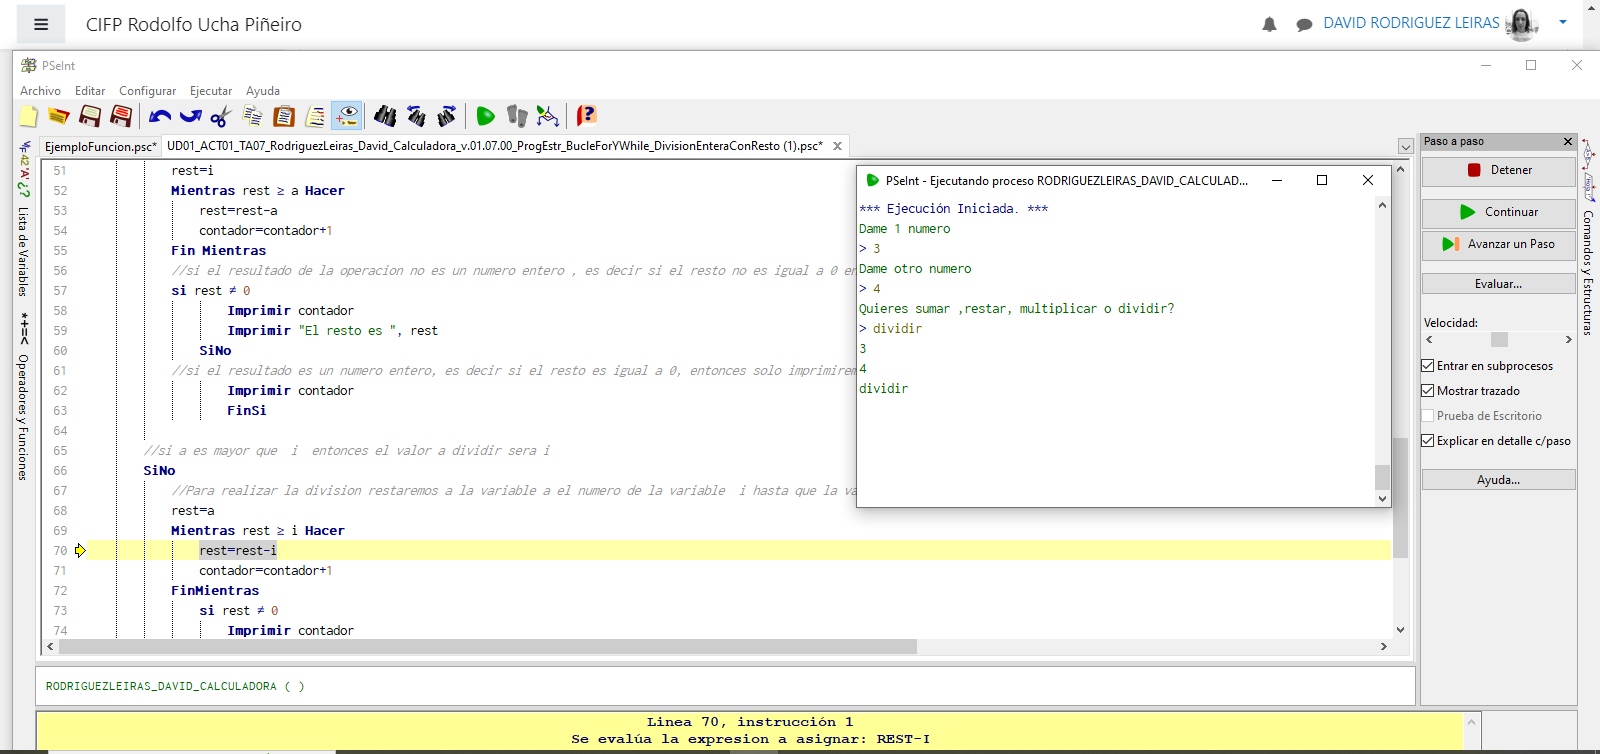 CIFP Rodolfo Ucha Piñeiro
DAVID RODRIGUEZ LEIRAS
PSeInt
Archivo Editar Configurar Ejecutar Ayuda
EjemploFuncion.psc*
UD01_ACT01_TA07_RodriguezLeiras_David_Calculadora_v.01.07.00_ProgEstr_BucleForYWhile_DivisionEnteraConResto (1).psc*
Lista de Variables
Operadores y Funciones
51 rest=i
52 Mientras rest ≥ a Hacer
53 rest=rest-a
54 contador=contador+1
55 Fin Mientras
56 //si el resultado de la operacion no es un numero entero , es decir si el resto no es igual a 0 en
57 si rest ≠ 0
58 Imprimir contador
59 Imprimir "El resto es ", rest
60 SiNo
61 //si el resultado es un numero entero, es decir si el resto es igual a 0, entonces solo imprimirem
62 Imprimir contador
63 FinSi
64
65 //si a es mayor que i entonces el valor a dividir sera i
66 SiNo
67 //Para realizar la division restaremos a la variable a el numero de la variable i hasta que la va
68 rest=a
69 Mientras rest ≥ i Hacer
70 rest=rest-i
71 contador=contador+1
72 FinMientras
73 si rest ≠ 0
74 Imprimir contador
PSeInt - Ejecutando proceso RODRIGUEZLEIRAS_DAVID_CALCULAD...
*** Ejecución Iniciada. ***
Dame 1 numero
> 3
Dame otro numero
> 4
Quieres sumar ,restar, multiplicar o dividir?
> dividir
3
4
dividir
Paso a paso
Detener
Continuar
Avanzar un Paso
Evaluar...
Velocidad:
Entrar en subprocesos
Mostrar trazado
Prueba de Escritorio
Explicar en detalle c/paso
Ayuda...
Comandos y Estructuras
RODRIGUEZLEIRAS_DAVID_CALCULADORA ( )
Linea 70, instrucción 1
Se evalúa la expresion a asignar: REST-I